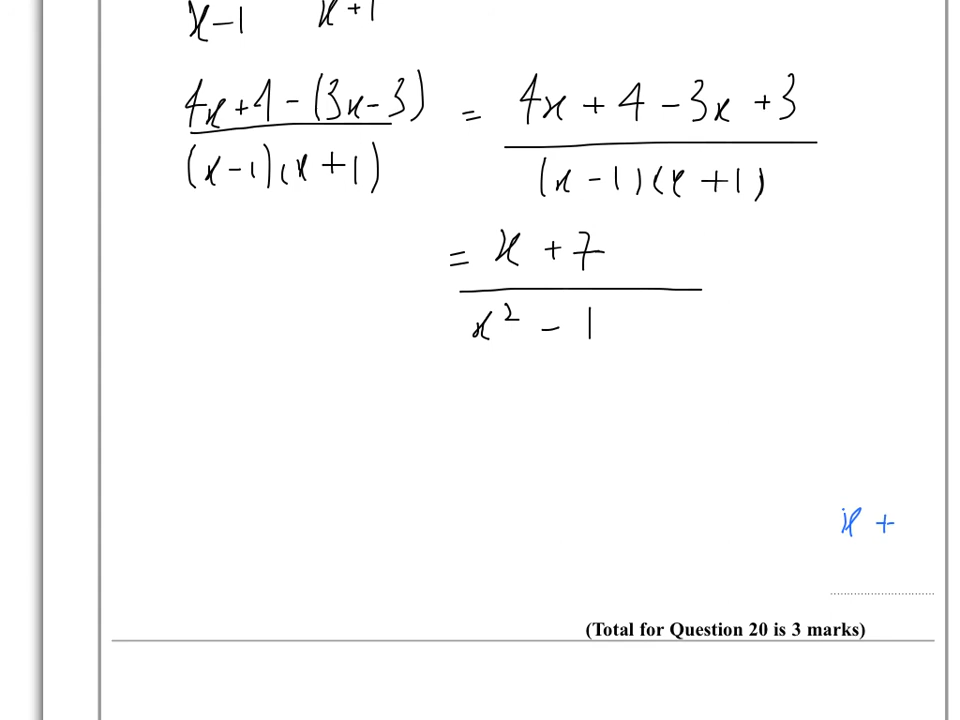 x-1 x+1
4x+4-(3x-3) = 4x+4-3x+3
(x-1)(x+1) (x-1)(x+1)
= x+7
x² - 1
x +
(Total for Question 20 is 3 marks)